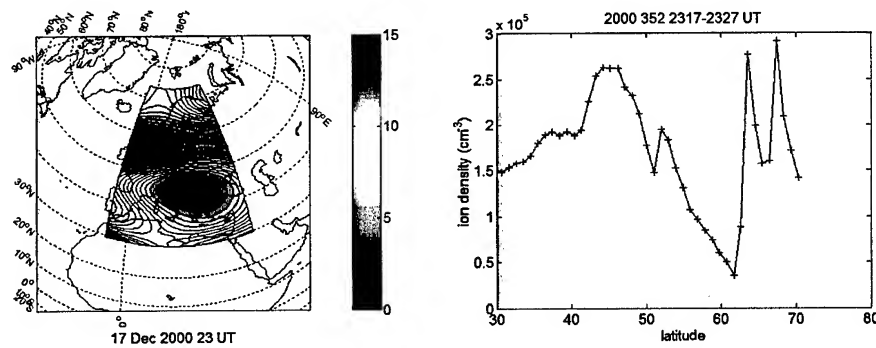 2000 352 2317-2327 UT
40°N
50°N
60°N
70°N
80°N
180°W
90°W
90°E
30°N
20°N
10°N
0°
0°
17 Dec 2000 23 UT
15
10
5
0
x 10⁵
3
2.5
2
1.5
1
0.5
0
ion density (cm⁻³)
30
40
50
60
70
80
latitude